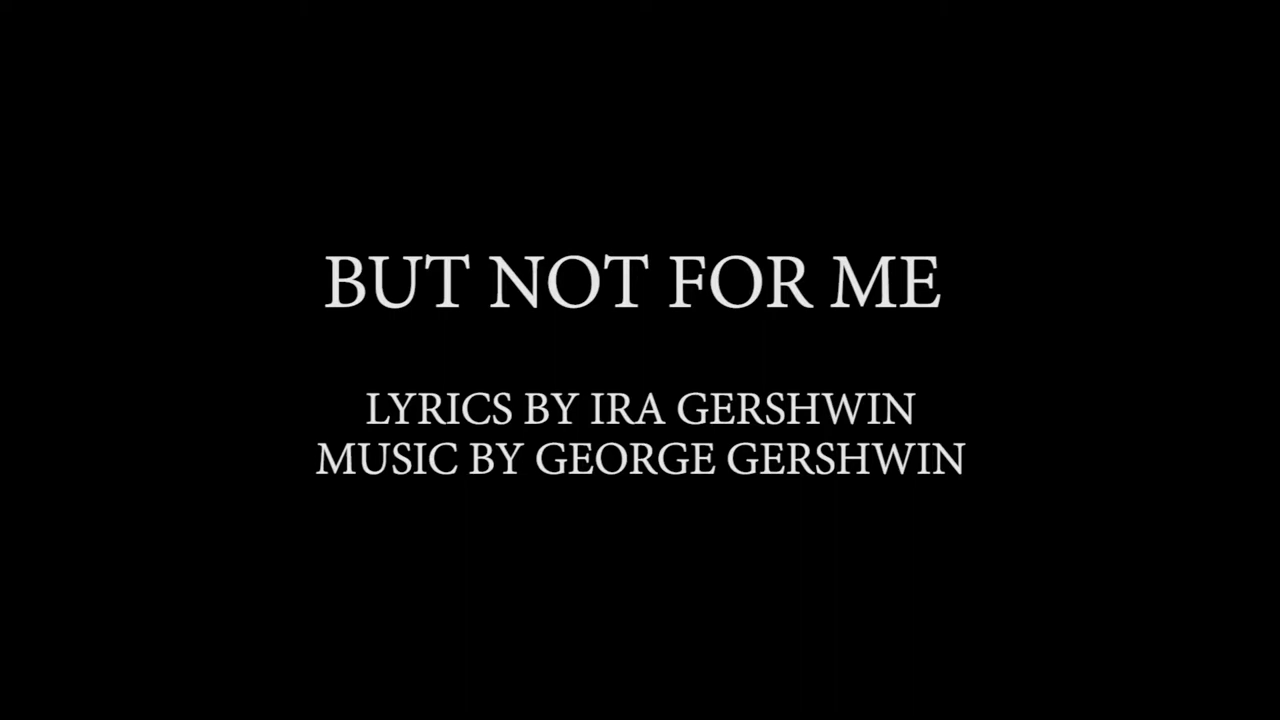 BUT NOT FOR ME
LYRICS BY IRA GERSHWIN
MUSIC BY GEORGE GERSHWIN